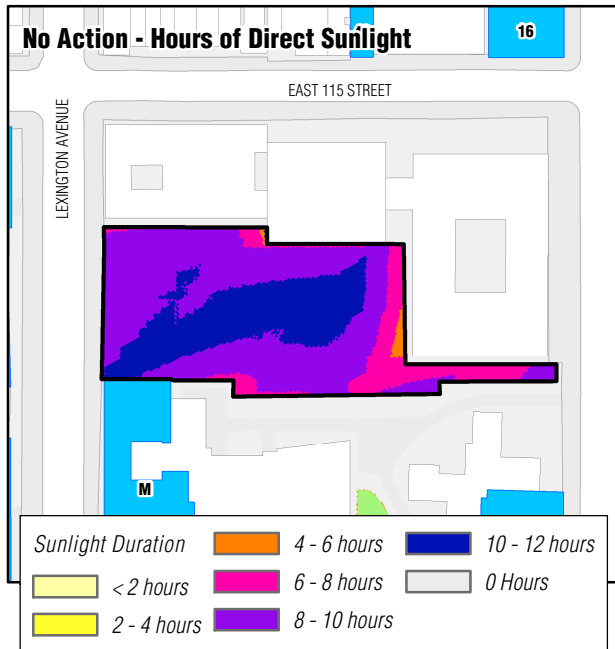 No Action - Hours of Direct Sunlight
16
EAST 115 STREET
LEXINGTON AVENUE
M
Sunlight Duration
< 2 hours
2 - 4 hours
4 - 6 hours
6 - 8 hours
8 - 10 hours
10 - 12 hours
0 Hours